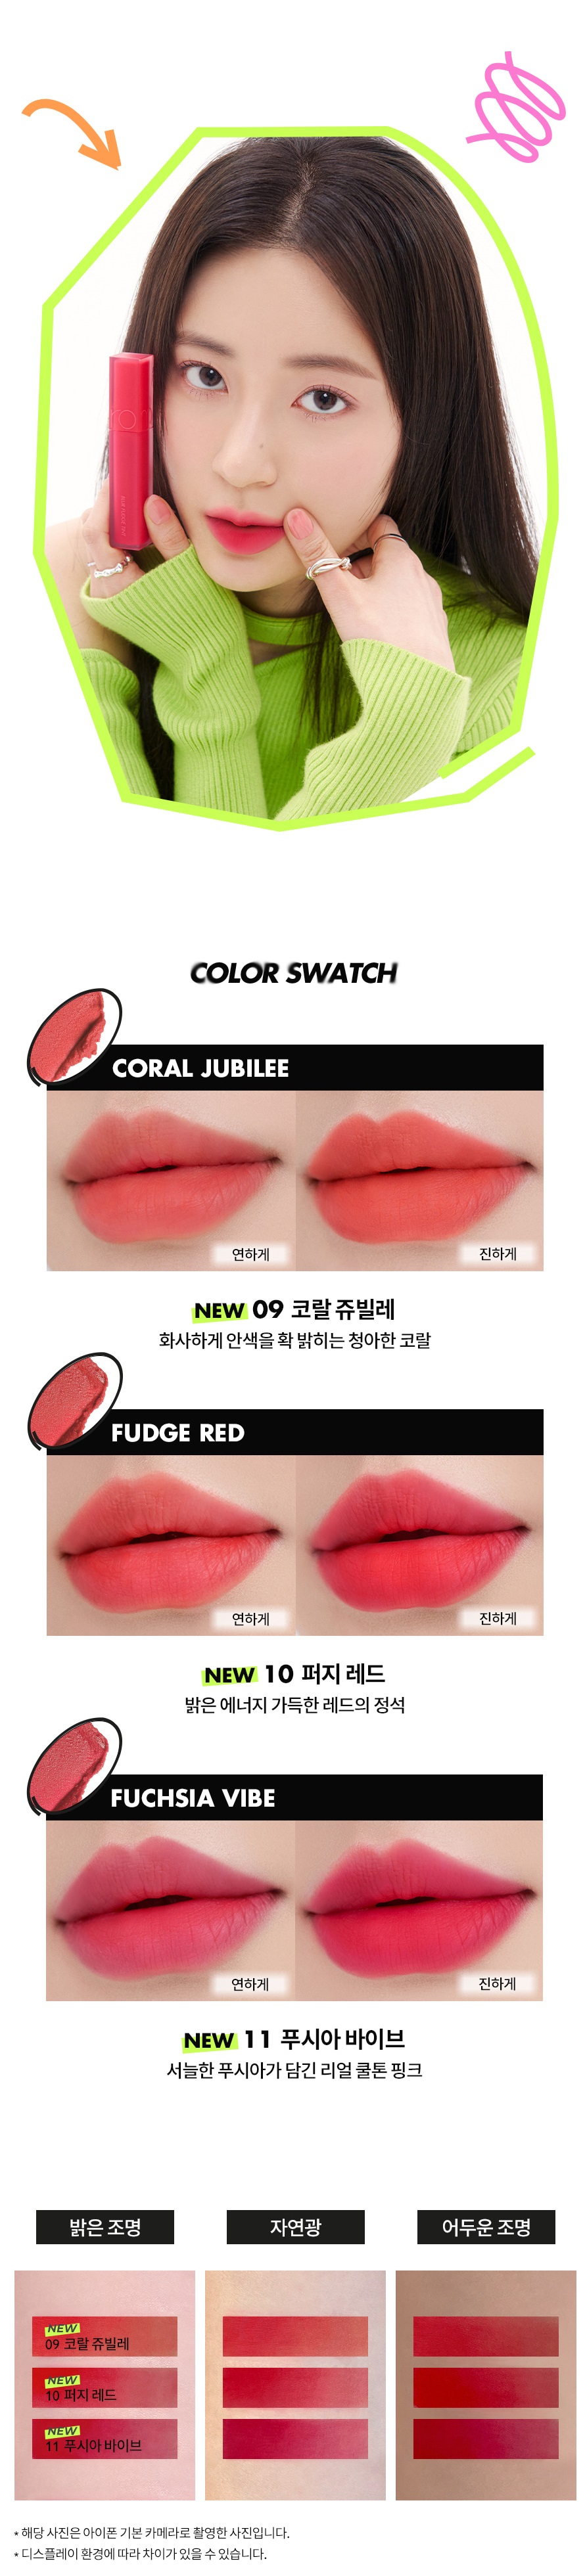 COLOR SWATCH
CORAL JUBILEE
연하게
진하게
NEW 09 코랄 쥬빌레
화사하게 안색을 확 밝히는 청아한 코랄
FUDGE RED
연하게
진하게
NEW 10 퍼지 레드
밝은 에너지 가득한 레드의 정석
FUCHSIA VIBE
연하게
진하게
NEW 11 푸시아 바이브
서늘한 푸시아가 담긴 리얼 쿨톤 핑크
밝은 조명
자연광
어두운 조명
NEW
09 코랄 쥬빌레
NEW
10 퍼지 레드
NEW
11 푸시아 바이브
* 해당 사진은 아이폰 기본 카메라로 촬영한 사진입니다.
* 디스플레이 환경에 따라 차이가 있을 수 있습니다.